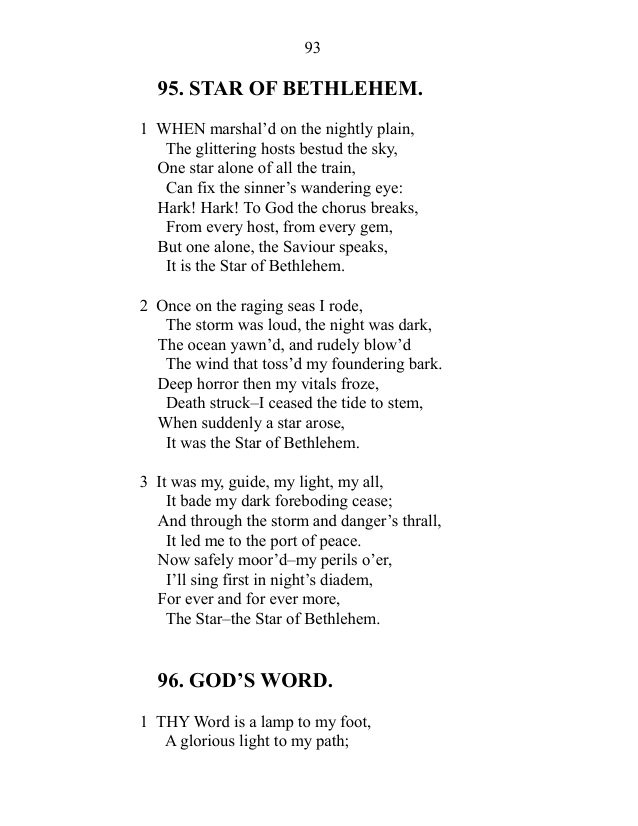 93
95. STAR OF BETHLEHEM.
1 WHEN marshal’d on the nightly plain,
The glittering hosts bestud the sky,
One star alone of all the train,
Can fix the sinner’s wandering eye:
Hark! Hark! To God the chorus breaks,
From every host, from every gem,
But one alone, the Saviour speaks,
It is the Star of Bethlehem.
2 Once on the raging seas I rode,
The storm was loud, the night was dark,
The ocean yawn’d, and rudely blow’d
The wind that toss’d my foundering bark.
Deep horror then my vitals froze,
Death struck–I ceased the tide to stem,
When suddenly a star arose,
It was the Star of Bethlehem.
3 It was my, guide, my light, my all,
It bade my dark foreboding cease;
And through the storm and danger’s thrall,
It led me to the port of peace.
Now safely moor’d–my perils o’er,
I’ll sing first in night’s diadem,
For ever and for ever more,
The Star–the Star of Bethlehem.
96. GOD’S WORD.
1 THY Word is a lamp to my foot,
A glorious light to my path;